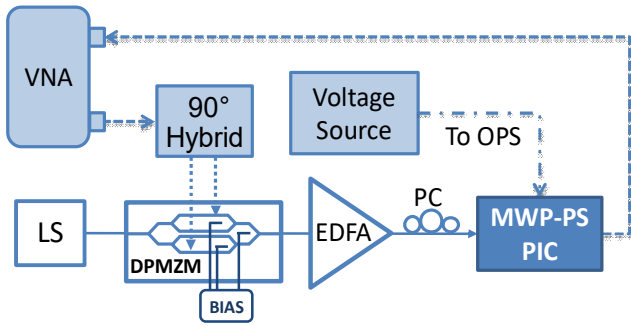 VNA
90°
Hybrid
Voltage
Source
To OPS
LS
DPMZM
BIAS
EDFA
PC
MWP-PS
PIC